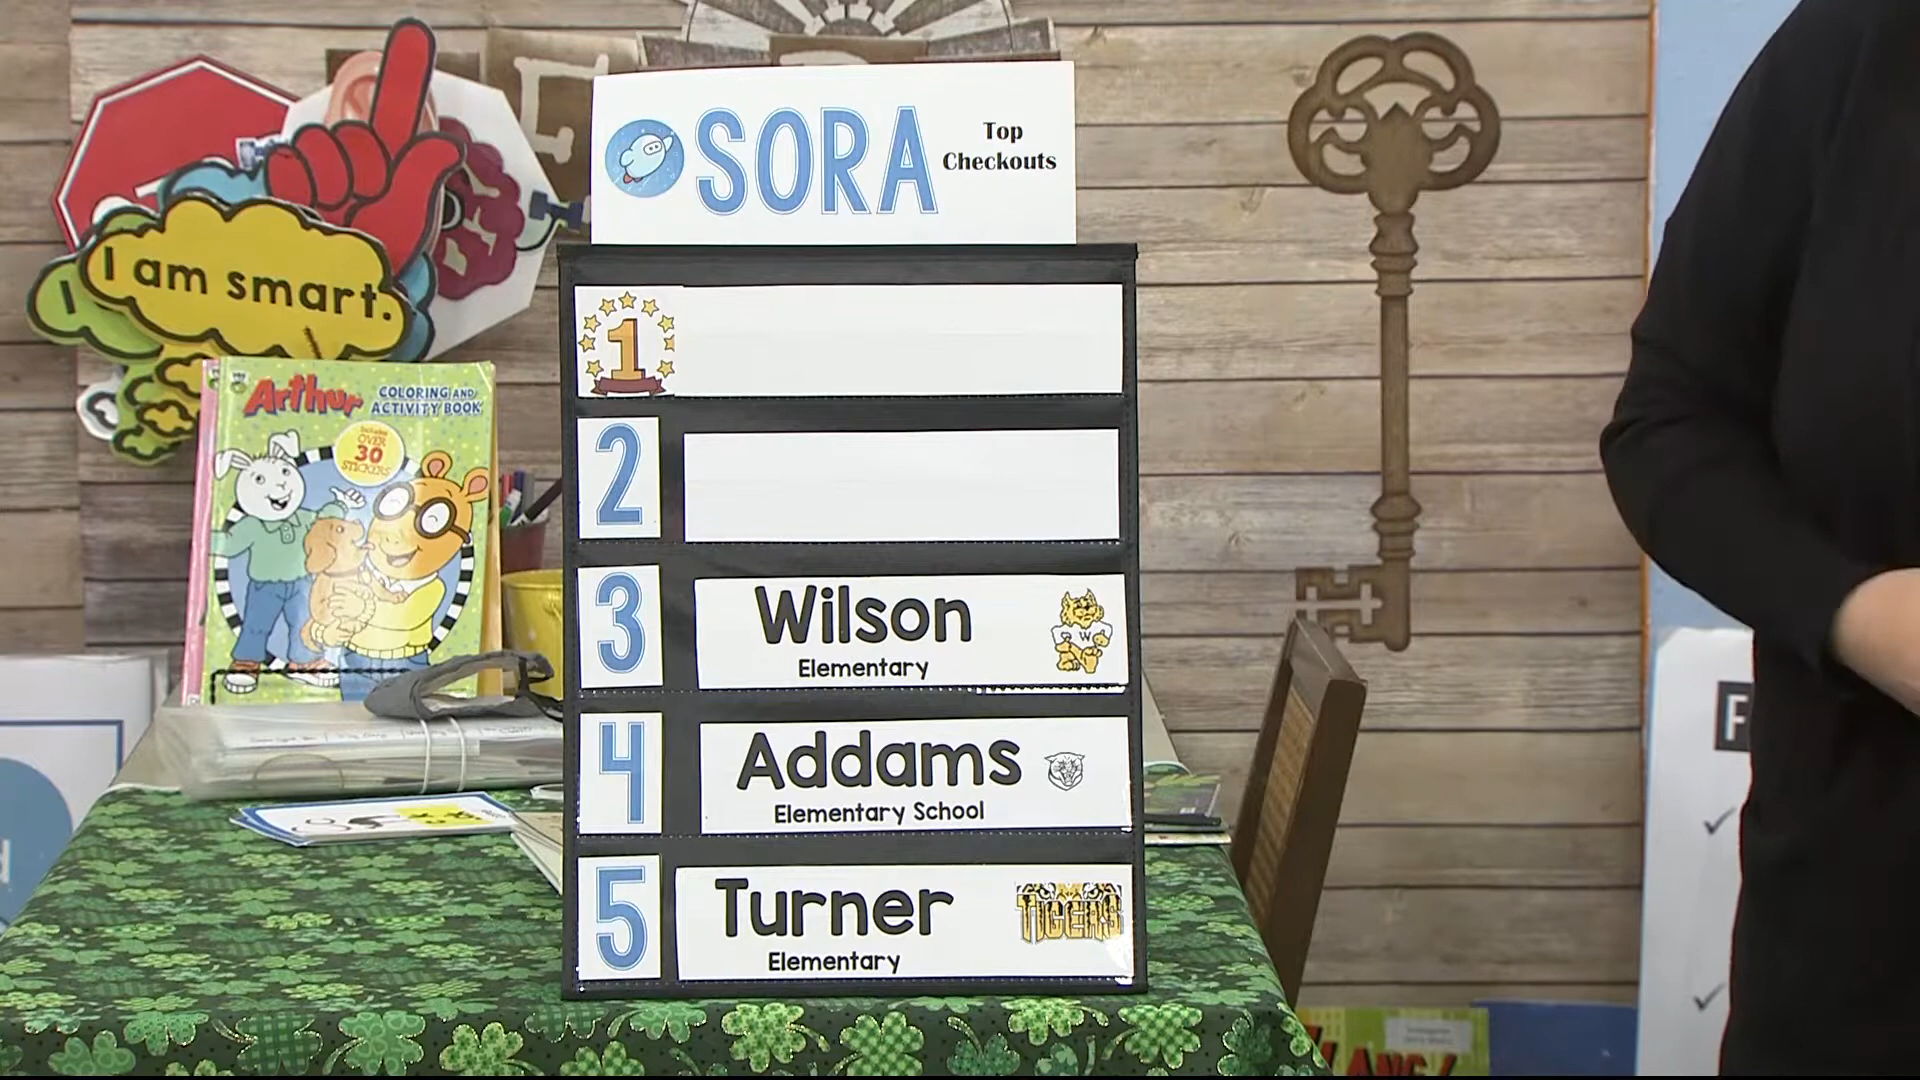 SORA
Top
Checkouts
I am smart.
I
Arthur
COLORING AND
ACTIVITY BOOK
Includes
OVER
30
STICKERS
1
2
3
Wilson
Elementary
W
4
Addams
Elementary School
5
Turner
Elementary
TIGERS
F